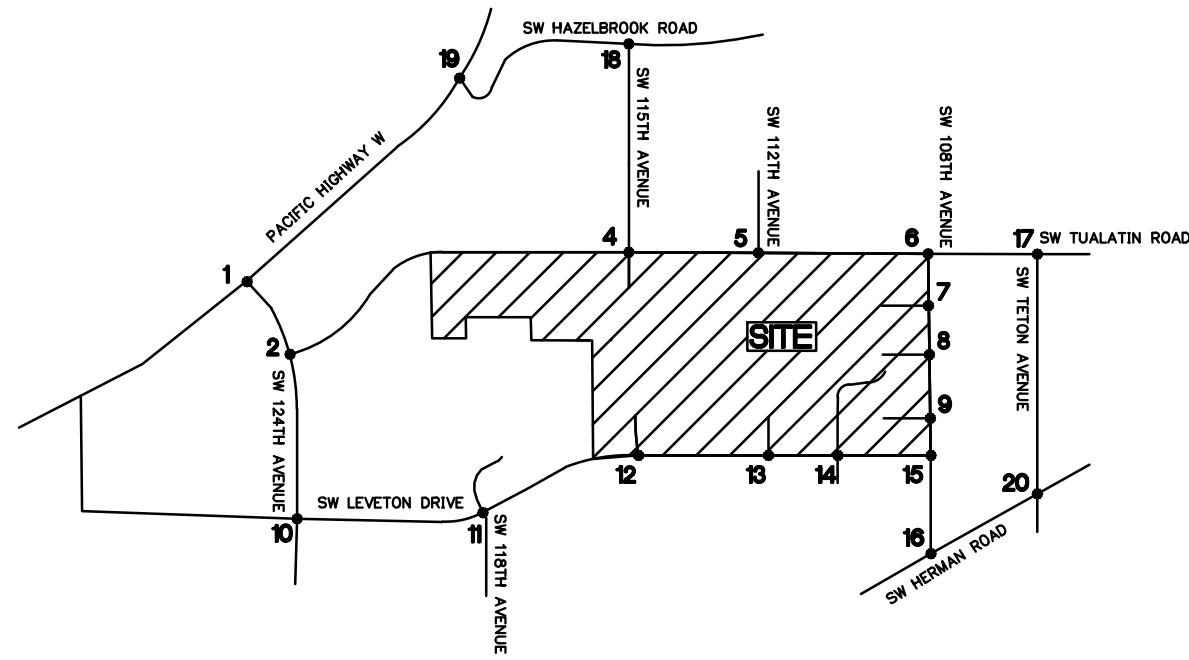 SW HAZELBROOK ROAD
19
18
SW 115TH AVENUE
SW 112TH AVENUE
SW 108TH AVENUE
PACIFIC HIGHWAY W
4
5
6
17
SW TUALATIN ROAD
1
7
SW TETON AVENUE
SITE
2
8
SW 124TH AVENUE
9
12
13
14
15
20
SW LEVETON DRIVE
10
11
SW 118TH AVENUE
16
SW HERMAN ROAD